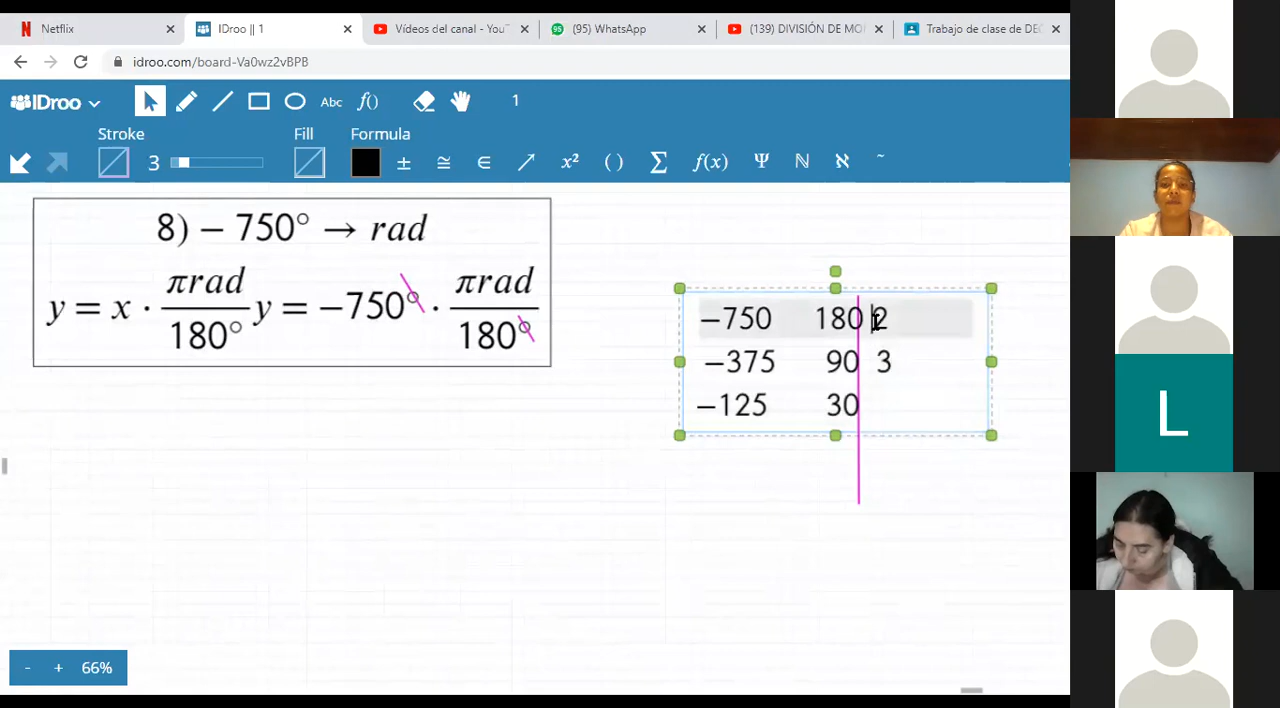 Netflix
IDroo || 1
Vídeos del canal - You
(95) WhatsApp
(139) DIVISIÓN DE MO
Trabajo de clase de DE
idroo.com/board-Va0wz2vBPB
IDroo
Abc
f()
1
Stroke
Fill
Formula
3
± ≅ ∈ x² ( ) Σ f(x) Ψ ℕ ℵ ~
8) − 750° → rad
y = x · πrad/180° y = −750° · πrad/180°
−750 180 2
−375 90 3
−125 30
L
- + 66%